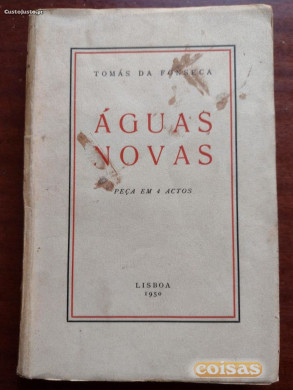 CustoJusto.pt
TOMÁS DA FONSECA
ÁGUAS
NOVAS
PEÇA EM 4 ACTOS
LISBOA
1950
coisas